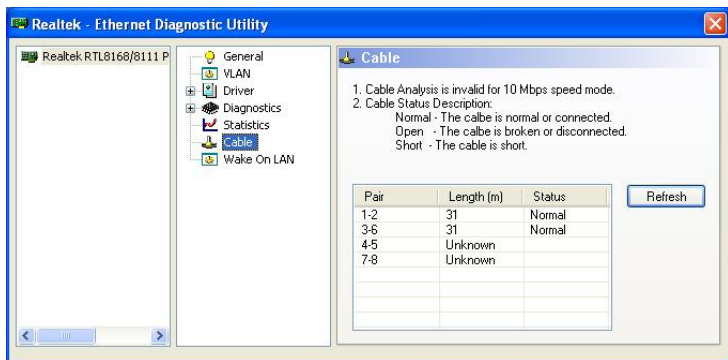 Realtek - Ethernet Diagnostic Utility
Realtek RTL8168/8111 P
General
VLAN
Driver
Diagnostics
Statistics
Cable
Wake On LAN
Cable
1. Cable Analysis is invalid for 10 Mbps speed mode.
2. Cable Status Description:
Normal - The calbe is normal or connected.
Open - The calbe is broken or disconnected.
Short - The cable is short.
Pair Length (m) Status
1-2 31 Normal
3-6 31 Normal
4-5 Unknown
7-8 Unknown
Refresh